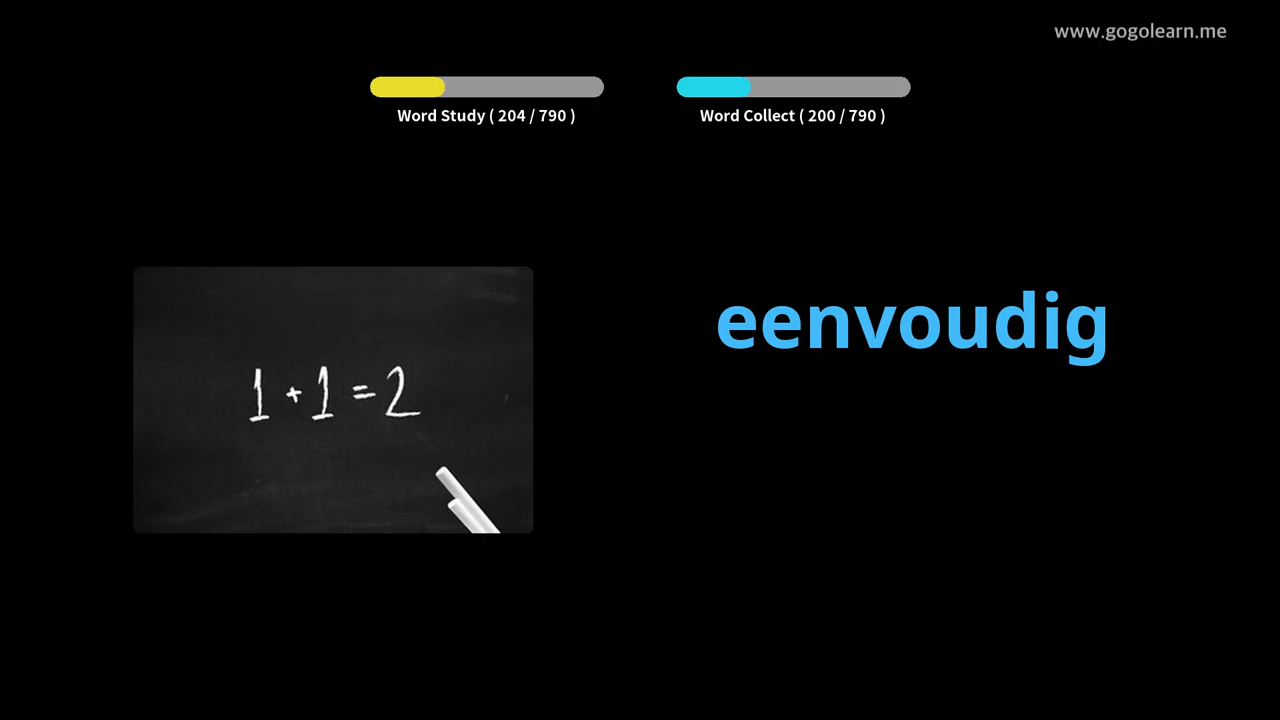 www.gogolearn.me
Word Study ( 204 / 790 )
Word Collect ( 200 / 790 )
eenvoudig
1 + 1 = 2